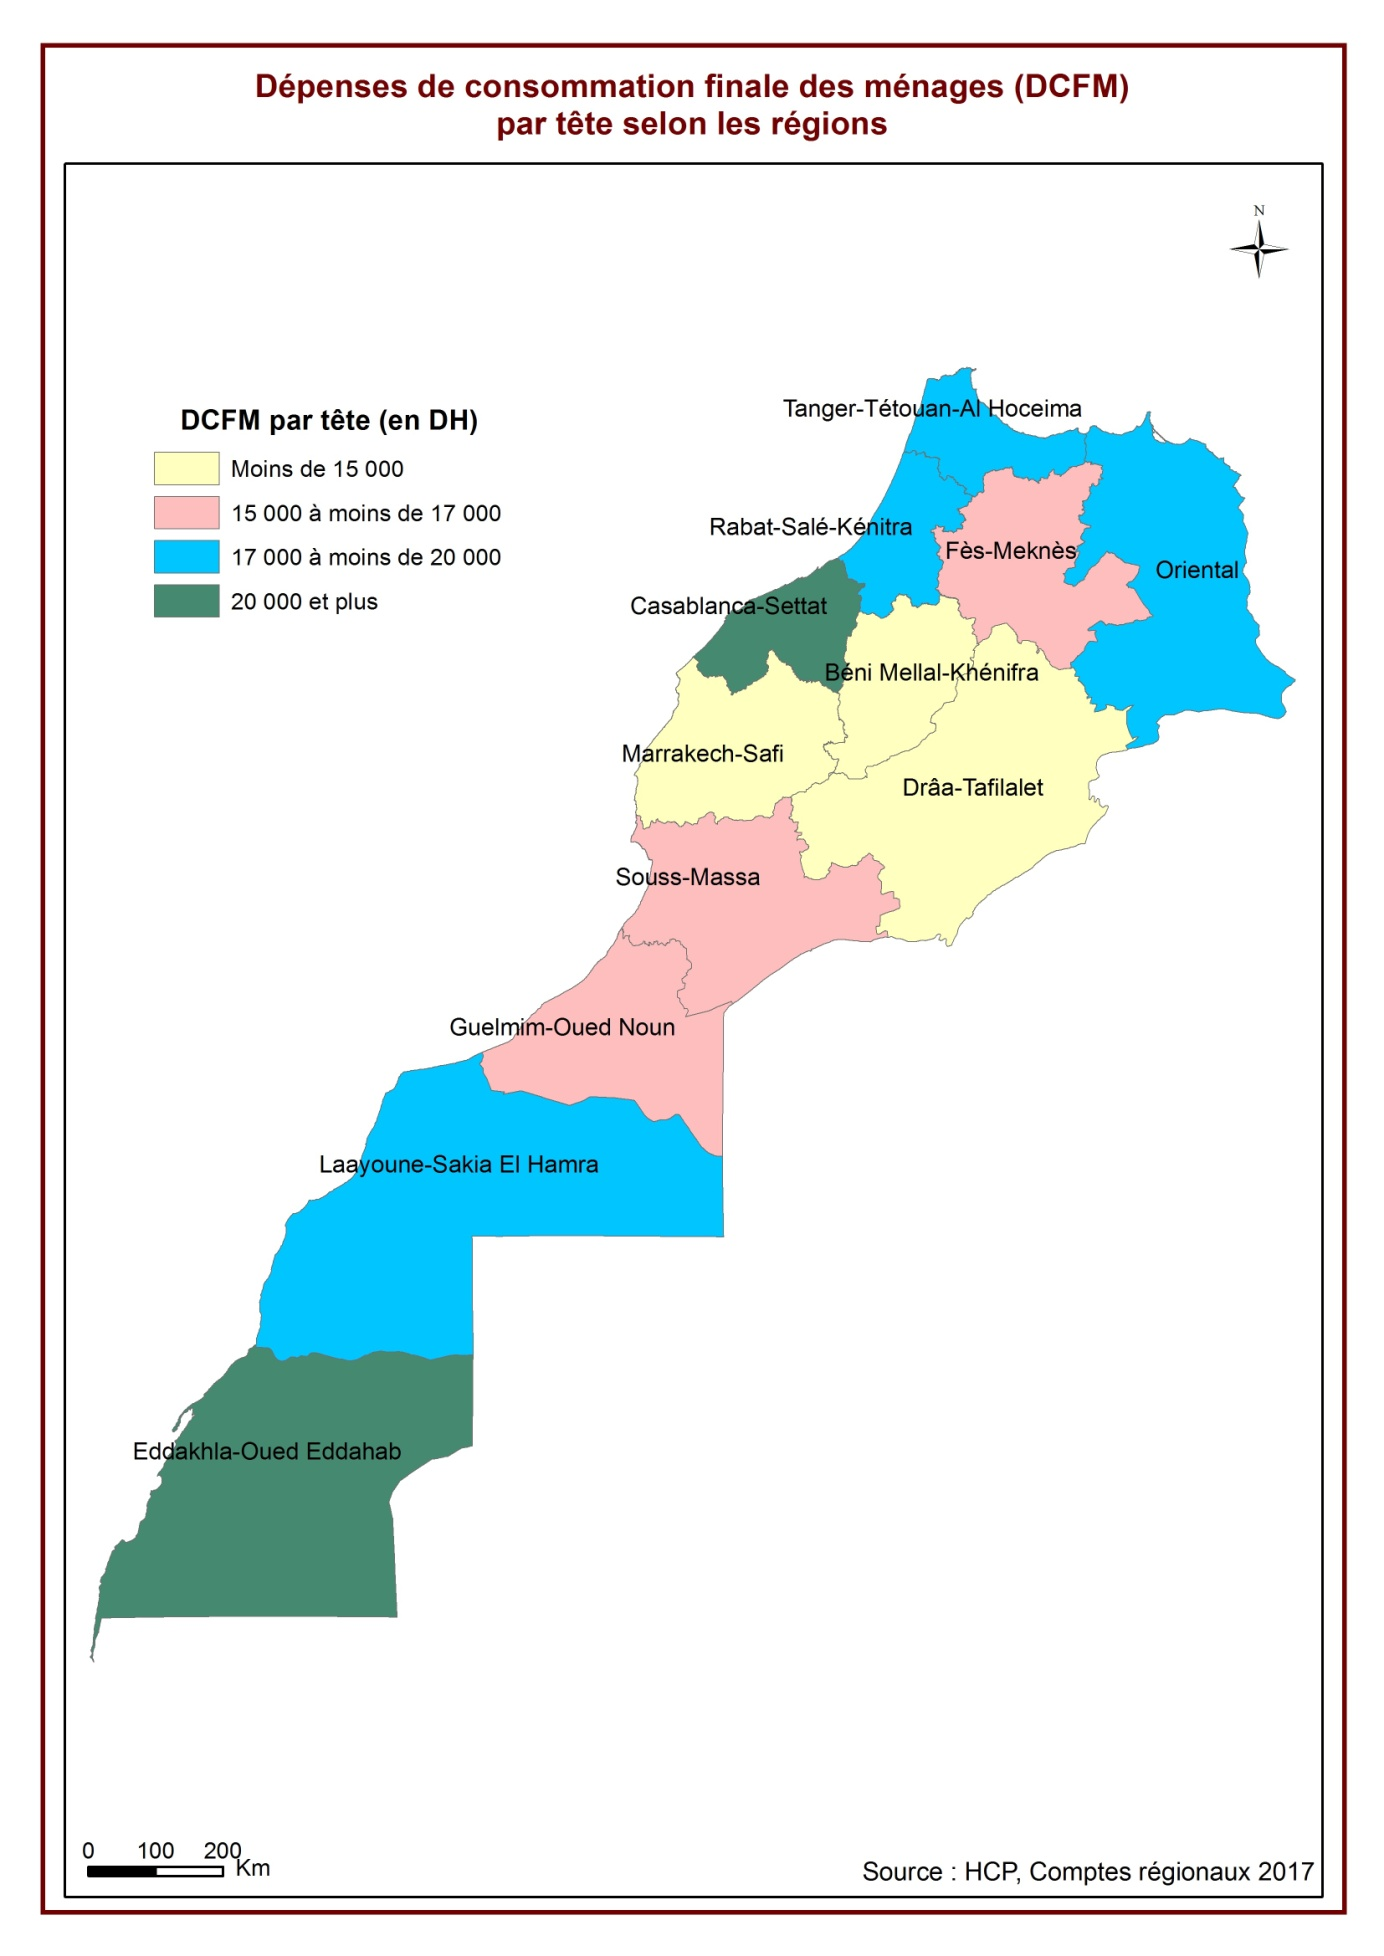 Dépenses de consommation finale des ménages (DCFM)
par tête selon les régions
N
DCFM par tête (en DH)
Moins de 15 000
15 000 à moins de 17 000
17 000 à moins de 20 000
20 000 et plus
Tanger-Tétouan-Al Hoceima
Rabat-Salé-Kénitra
Fès-Meknès
Oriental
Casablanca-Settat
Béni Mellal-Khénifra
Marrakech-Safi
Drâa-Tafilalet
Souss-Massa
Guelmim-Oued Noun
Laayoune-Sakia El Hamra
Eddakhla-Oued Eddahab
0 100 200
Km
Source : HCP, Comptes régionaux 2017